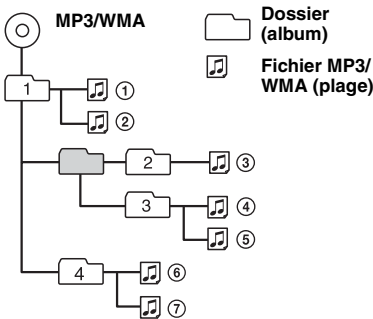 MP3/WMA
Dossier
(album)
Fichier MP3/
WMA (plage)
1
①
②
2
③
3
④
⑤
4
⑥
⑦